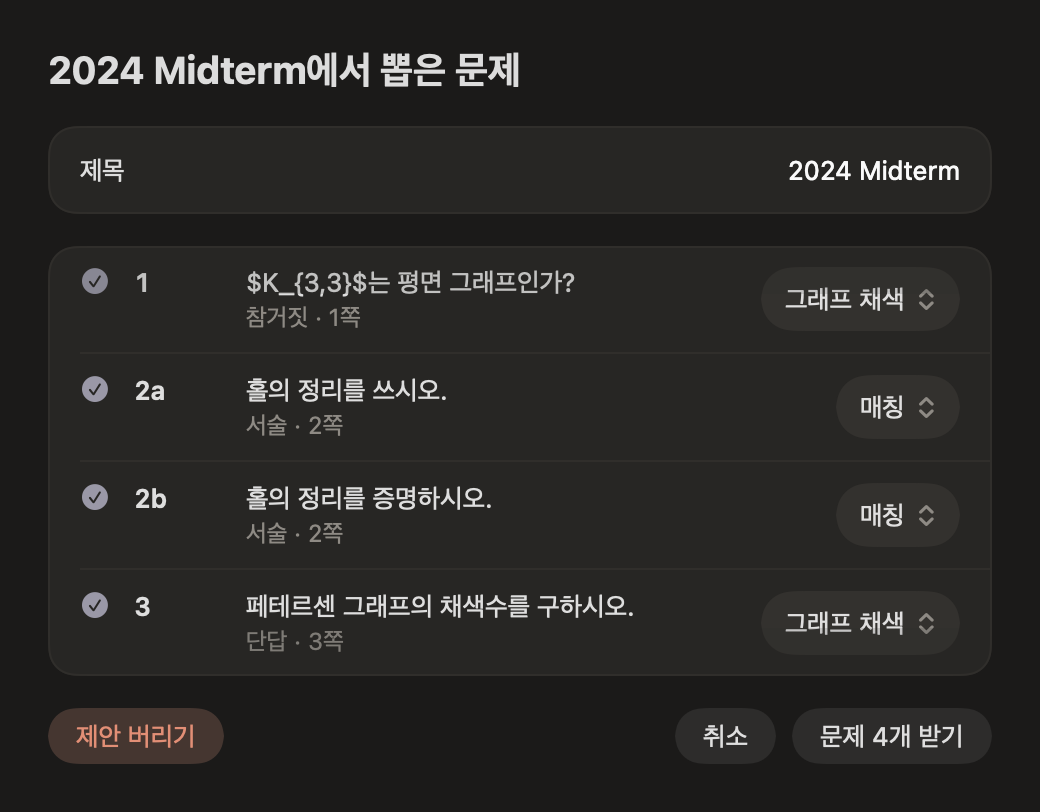 2024 Midterm에서 뽑은 문제
제목
2024 Midterm
1
$K_{3,3}$는 평면 그래프인가?
참거짓 · 1쪽
그래프 채색
2a
홀의 정리를 쓰시오.
서술 · 2쪽
매칭
2b
홀의 정리를 증명하시오.
서술 · 2쪽
매칭
3
페테르센 그래프의 채색수를 구하시오.
단답 · 3쪽
그래프 채색
제안 버리기
취소
문제 4개 받기